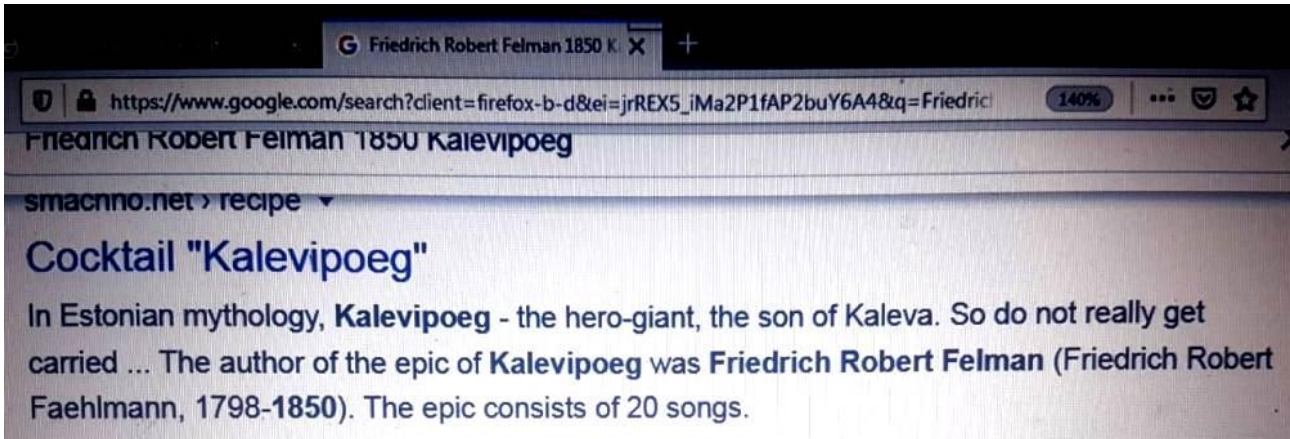 Friedrich Robert Felman 1850 K
https://www.google.com/search?client=firefox-b-d&ei=jrREX5_iMa2P1fAP2buY6A4&q=Friedric
140%
Friedrich Robert Felman 1850 Kalevipoeg
smachno.net › recipe
Cocktail "Kalevipoeg"
In Estonian mythology, Kalevipoeg - the hero-giant, the son of Kaleva. So do not really get
carried ... The author of the epic of Kalevipoeg was Friedrich Robert Felman (Friedrich Robert
Faehlmann, 1798-1850). The epic consists of 20 songs.